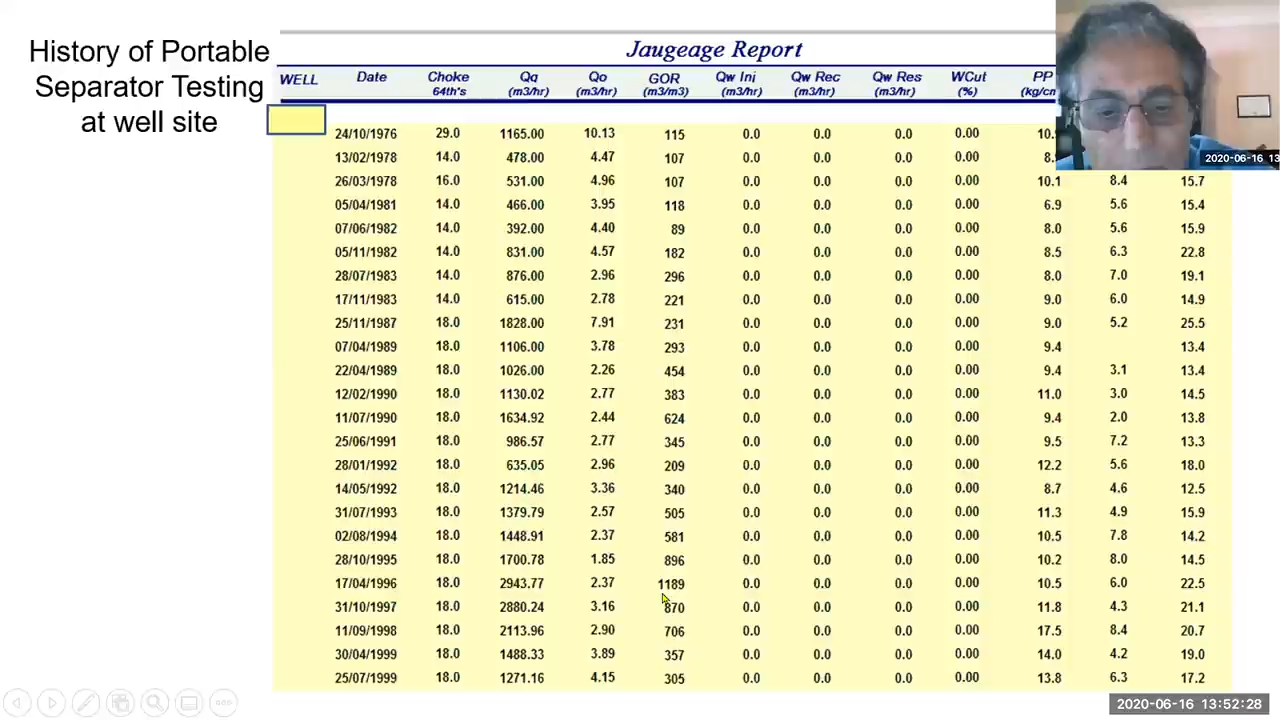 History of Portable
Separator Testing
at well site
Jaugeage Report
WELL Date Choke Qg Qo GOR Qw Inj Qw Rec Qw Res WCut PP
64th's (m3/hr) (m3/hr) (m3/m3) (m3/hr) (m3/hr) (m3/hr) (%)
24/10/1976 29.0 1165.00 10.13 115 0.0 0.0 0.0 0.00
13/02/1978 14.0 478.00 4.47 107 0.0 0.0 0.0 0.00
2020-06-16
26/03/1978 16.0 531.00 4.96 107 0.0 0.0 0.0 0.00 10.1 8.4 15.7
05/04/1981 14.0 466.00 3.95 118 0.0 0.0 0.0 0.00 6.9 5.6 15.4
07/06/1982 14.0 392.00 4.40 89 0.0 0.0 0.0 0.00 8.0 5.6 15.9
05/11/1982 14.0 831.00 4.57 182 0.0 0.0 0.0 0.00 8.5 6.3 22.8
28/07/1983 14.0 876.00 2.96 296 0.0 0.0 0.0 0.00 8.0 7.0 19.1
17/11/1983 14.0 615.00 2.78 221 0.0 0.0 0.0 0.00 9.0 6.0 14.9
25/11/1987 18.0 1828.00 7.91 231 0.0 0.0 0.0 0.00 9.0 5.2 25.5
07/04/1989 18.0 1106.00 3.78 293 0.0 0.0 0.0 0.00 9.4 13.4
22/04/1989 18.0 1026.00 2.26 454 0.0 0.0 0.0 0.00 9.4 3.1 13.4
12/02/1990 18.0 1130.02 2.77 383 0.0 0.0 0.0 0.00 11.0 3.0 14.5
11/07/1990 18.0 1634.92 2.44 624 0.0 0.0 0.0 0.00 9.4 2.0 13.8
25/06/1991 18.0 986.57 2.77 345 0.0 0.0 0.0 0.00 9.5 7.2 13.3
28/01/1992 18.0 635.05 2.96 209 0.0 0.0 0.0 0.00 12.2 5.6 18.0
14/05/1992 18.0 1214.46 3.36 340 0.0 0.0 0.0 0.00 8.7 4.6 12.5
31/07/1993 18.0 1379.79 2.57 505 0.0 0.0 0.0 0.00 11.3 4.9 15.9
02/08/1994 18.0 1448.91 2.37 581 0.0 0.0 0.0 0.00 10.5 7.8 14.2
28/10/1995 18.0 1700.78 1.85 896 0.0 0.0 0.0 0.00 10.2 8.0 14.5
17/04/1996 18.0 2943.77 2.37 1189 0.0 0.0 0.0 0.00 10.5 6.0 22.5
31/10/1997 18.0 2880.24 3.16 870 0.0 0.0 0.0 0.00 11.8 4.3 21.1
11/09/1998 18.0 2113.96 2.90 706 0.0 0.0 0.0 0.00 17.5 8.4 20.7
30/04/1999 18.0 1488.33 3.89 357 0.0 0.0 0.0 0.00 14.0 4.2 19.0
25/07/1999 18.0 1271.16 4.15 305 0.0 0.0 0.0 0.00 13.8 6.3 17.2
2020-06-16 13:52:28